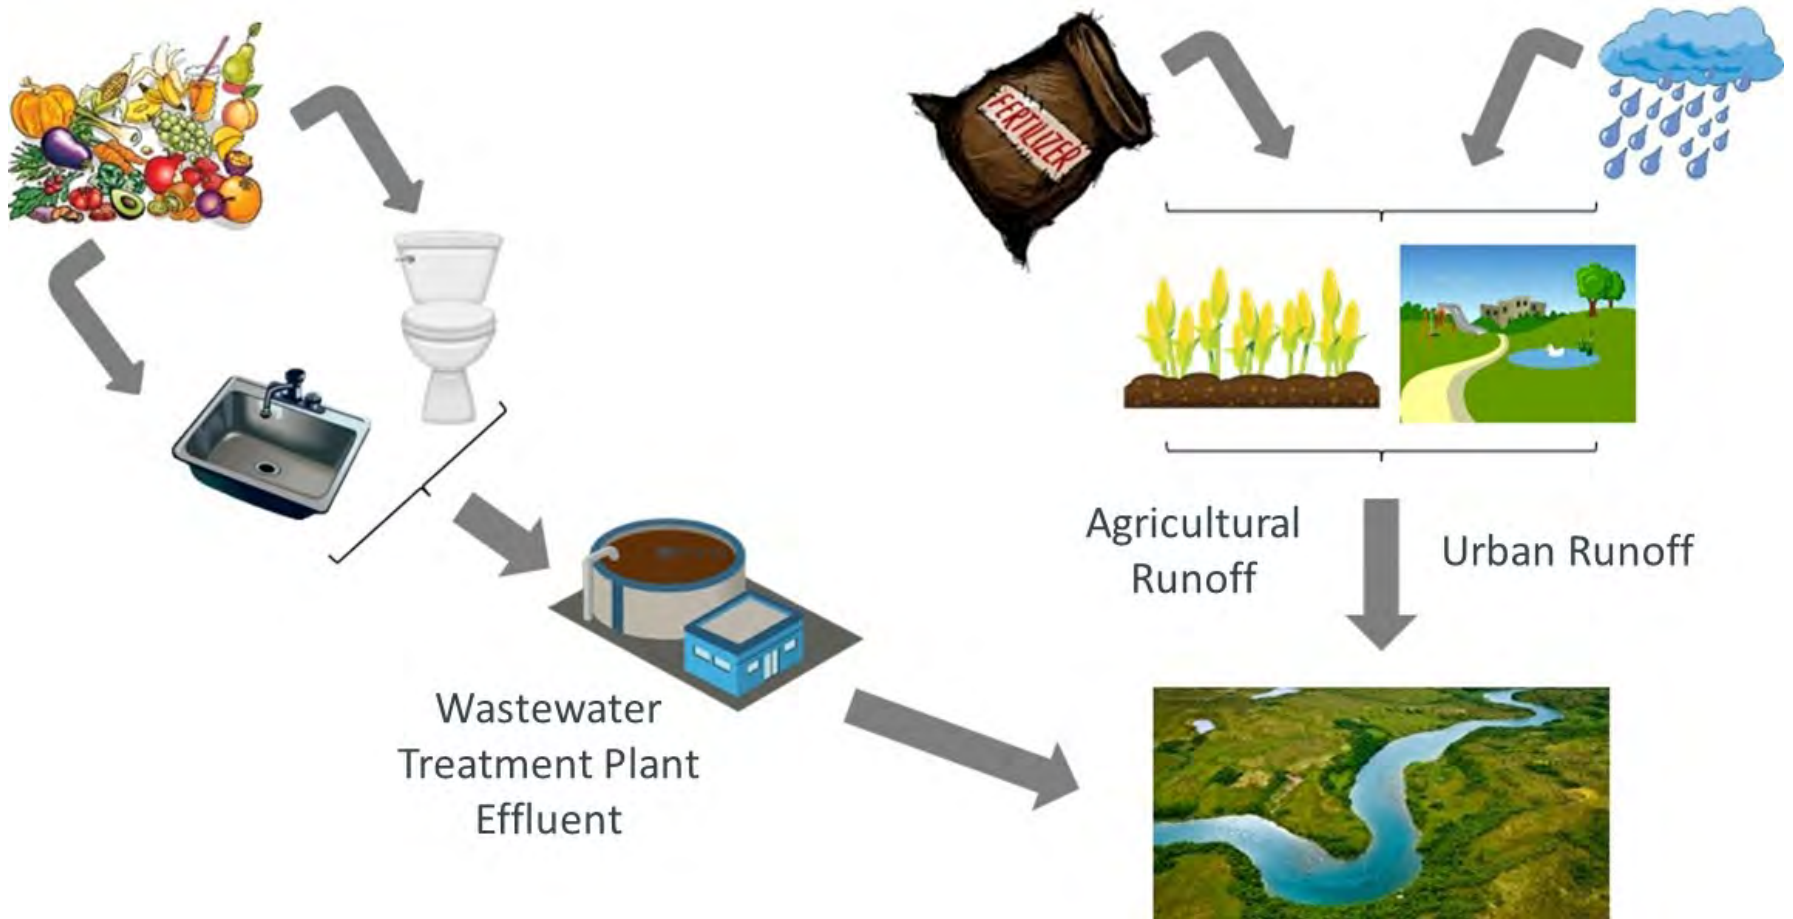 FERTILIZER
Agricultural
Runoff
Urban Runoff
Wastewater
Treatment Plant
Effluent